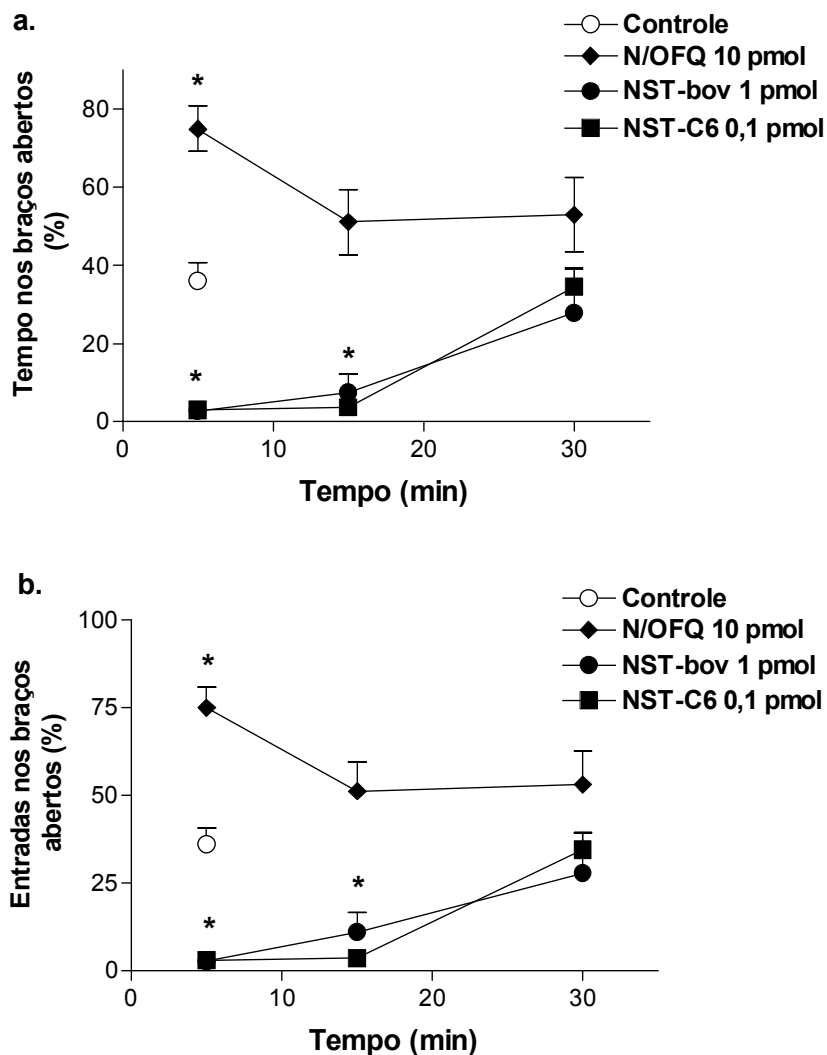 a.
Controle
N/OFQ 10 pmol
NST-bov 1 pmol
NST-C6 0,1 pmol
Tempo nos braços abertos
(%)
80
60
40
20
0
*
*
*
0
10
20
30
Tempo (min)
b.
Controle
N/OFQ 10 pmol
NST-bov 1 pmol
NST-C6 0,1 pmol
Entradas nos braços
abertos (%)
100
75
50
25
0
*
*
*
0
10
20
30
Tempo (min)